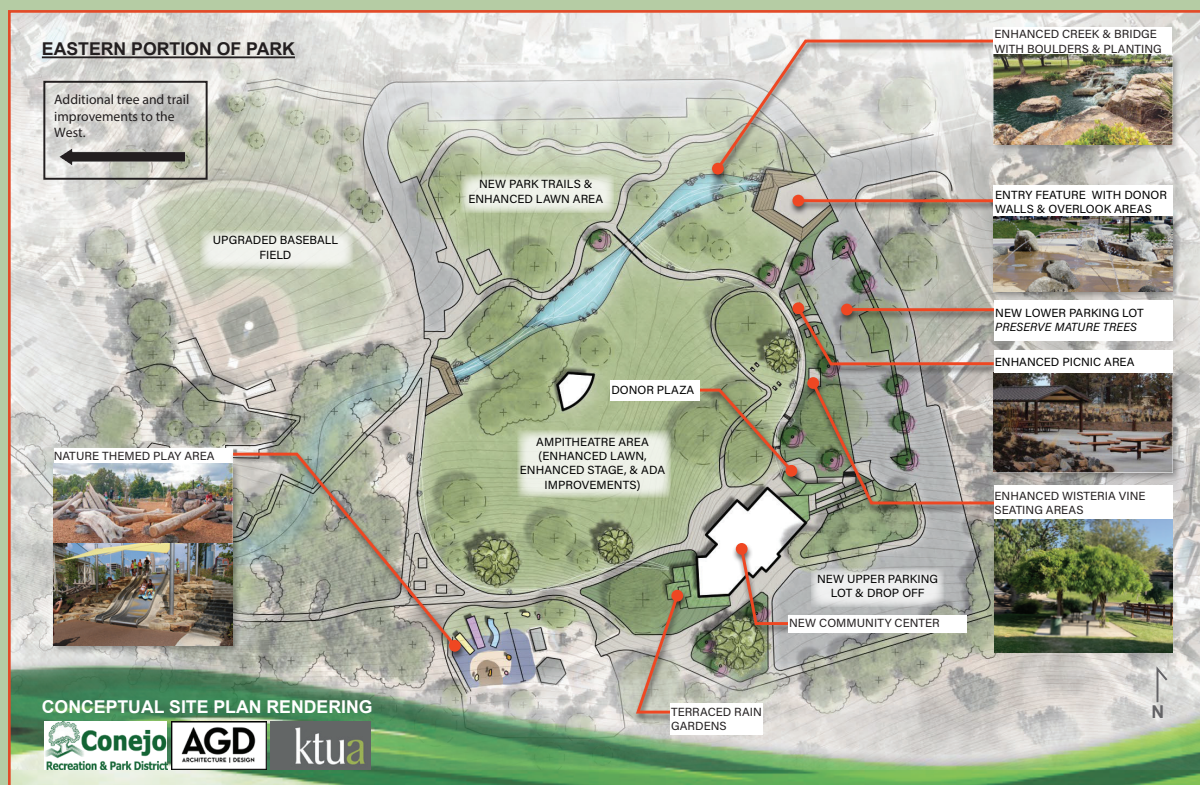 EASTERN PORTION OF PARK
Additional tree and trail
improvements to the
West.
ENHANCED CREEK & BRIDGE
WITH BOULDERS & PLANTING
NEW PARK TRAILS &
ENHANCED LAWN AREA
ENTRY FEATURE WITH DONOR
WALLS & OVERLOOK AREAS
UPGRADED BASEBALL
FIELD
NEW LOWER PARKING LOT
PRESERVE MATURE TREES
ENHANCED PICNIC AREA
DONOR PLAZA
AMPITHEATRE AREA
(ENHANCED LAWN,
ENHANCED STAGE, & ADA
IMPROVEMENTS)
NATURE THEMED PLAY AREA
ENHANCED WISTERIA VINE
SEATING AREAS
NEW UPPER PARKING
LOT & DROP OFF
NEW COMMUNITY CENTER
TERRACED RAIN
GARDENS
N
CONCEPTUAL SITE PLAN RENDERING
Conejo
Recreation & Park District
AGD
ARCHITECTURE | DESIGN
ktua